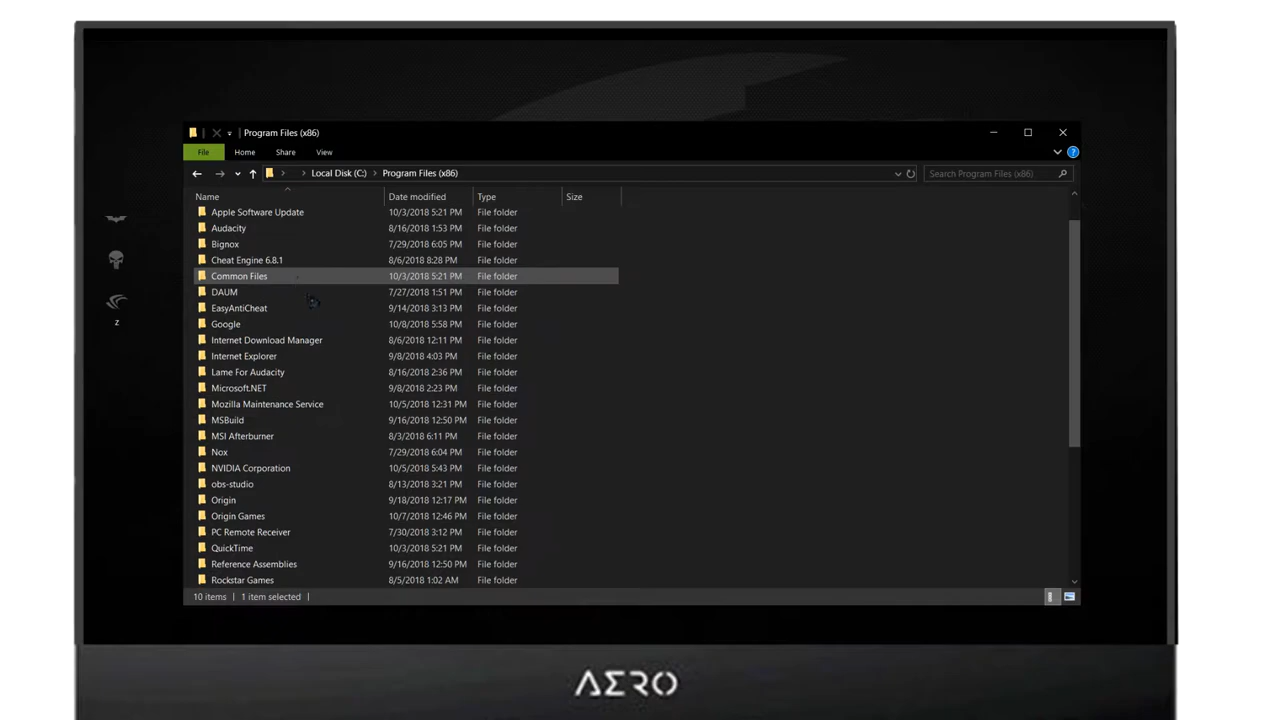 Program Files (x86)
File Home Share View
Local Disk (C:) Program Files (x86) Search Program Files (x86)
Name Date modified Type Size
Apple Software Update 10/3/2018 5:21 PM File folder
Audacity 8/16/2018 1:53 PM File folder
Bignox 7/29/2018 6:05 PM File folder
Cheat Engine 6.8.1 8/6/2018 8:28 PM File folder
Common Files 10/3/2018 5:21 PM File folder
DAUM 7/27/2018 1:51 PM File folder
EasyAntiCheat 9/14/2018 3:13 PM File folder
Google 10/8/2018 5:58 PM File folder
Internet Download Manager 8/6/2018 12:11 PM File folder
Internet Explorer 9/8/2018 4:03 PM File folder
Lame For Audacity 8/16/2018 2:36 PM File folder
Microsoft.NET 9/8/2018 2:23 PM File folder
Mozilla Maintenance Service 10/5/2018 12:31 PM File folder
MSBuild 9/16/2018 12:50 PM File folder
MSI Afterburner 8/3/2018 6:11 PM File folder
Nox 7/29/2018 6:04 PM File folder
NVIDIA Corporation 10/5/2018 5:43 PM File folder
obs-studio 8/13/2018 3:21 PM File folder
Origin 9/18/2018 12:17 PM File folder
Origin Games 10/7/2018 12:46 PM File folder
PC Remote Receiver 7/30/2018 3:12 PM File folder
QuickTime 10/3/2018 5:21 PM File folder
Reference Assemblies 9/16/2018 12:50 PM File folder
Rockstar Games 8/5/2018 1:02 AM File folder
10 items 1 item selected
z
AERO